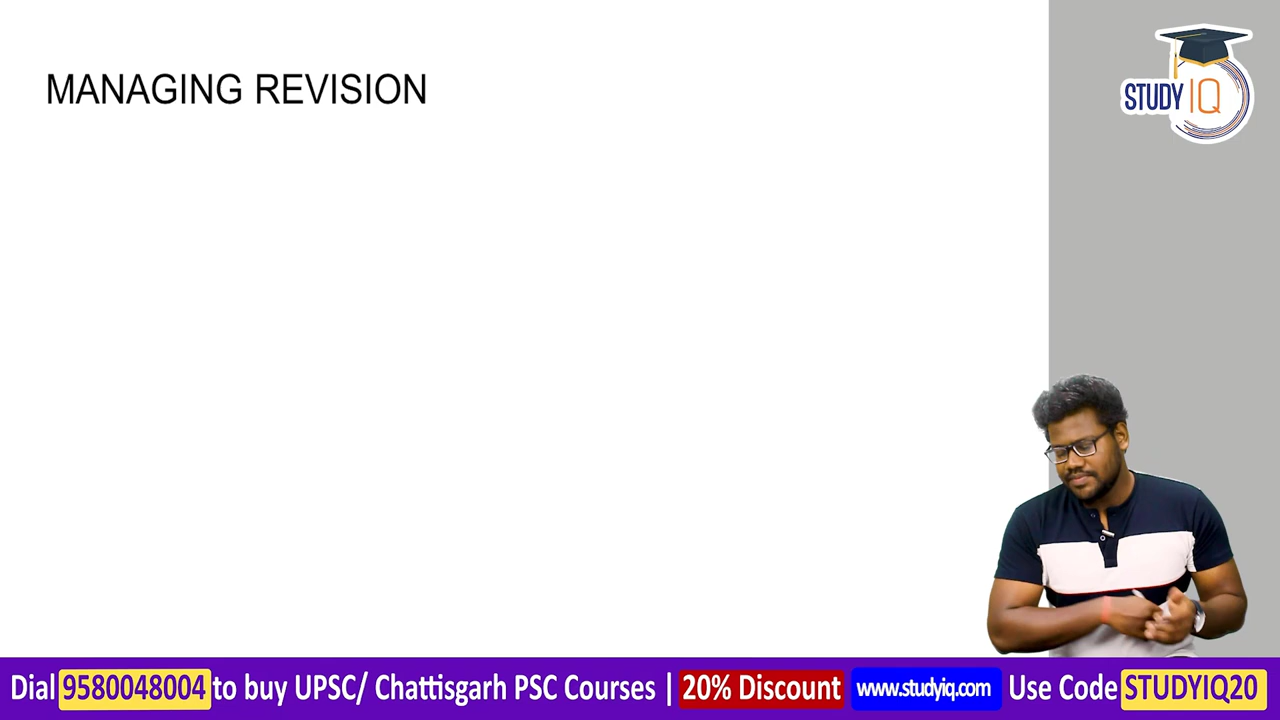 MANAGING REVISION
STUDY IQ
Dial 9580048004 to buy UPSC/ Chattisgarh PSC Courses | 20% Discount www.studyiq.com Use Code STUDYIQ20